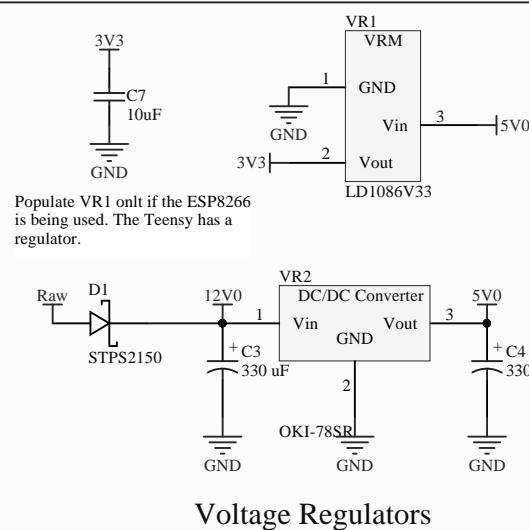 VR1
3V3
VRM
1
GND
C7
10uF
GND
Vin
3
5V0
GND
2
3V3
Vout
LD1086V33
Populate VR1 onlt if the ESP8266
is being used. The Teensy has a
regulator.
VR2
Raw
D1
12V0
DC/DC Converter
5V0
1
Vin
Vout
3
GND
+
C3
330 uF
+
C4
330
STPS2150
2
OKI-78SR
GND
GND
GND
Voltage Regulators